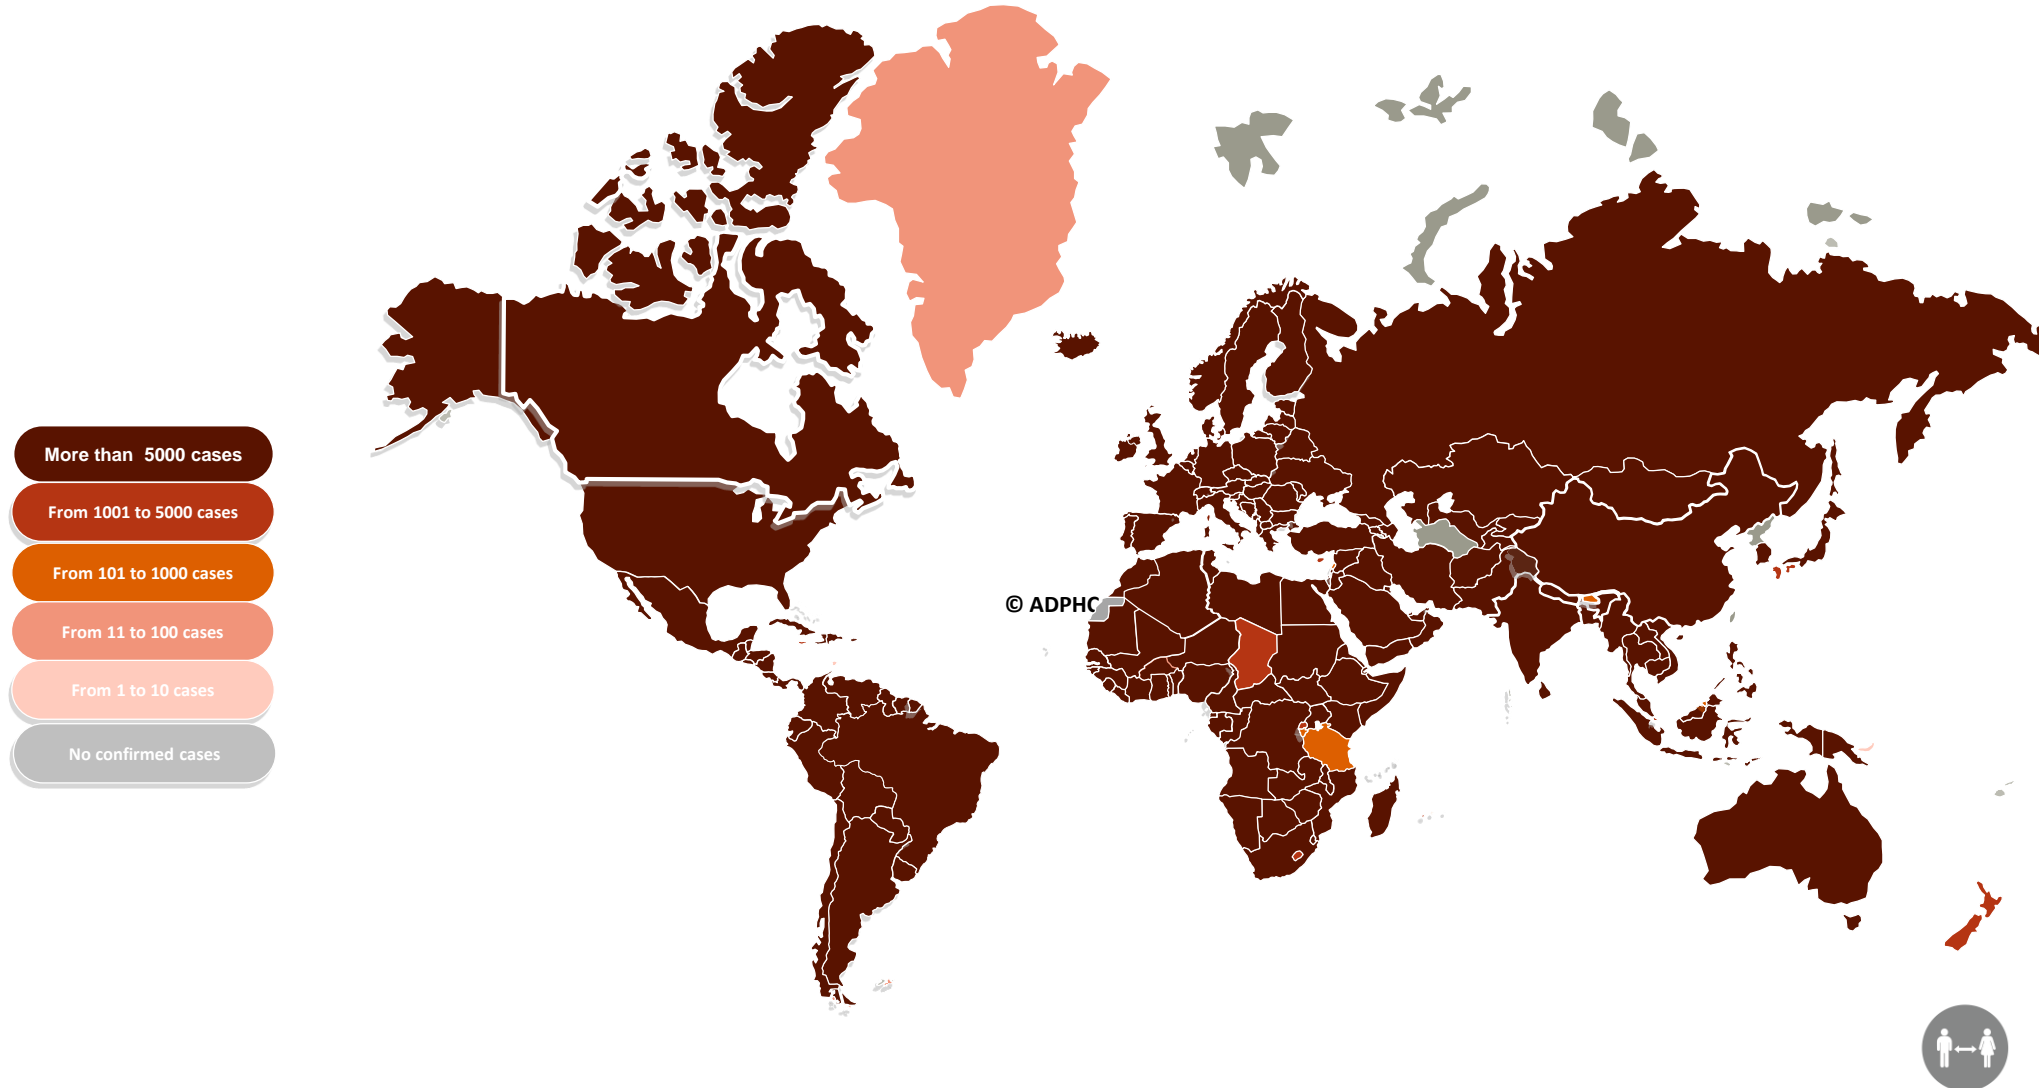 More than 5000 cases
From 1001 to 5000 cases
From 101 to 1000 cases
From 11 to 100 cases
From 1 to 10 cases
No confirmed cases
© ADPHC